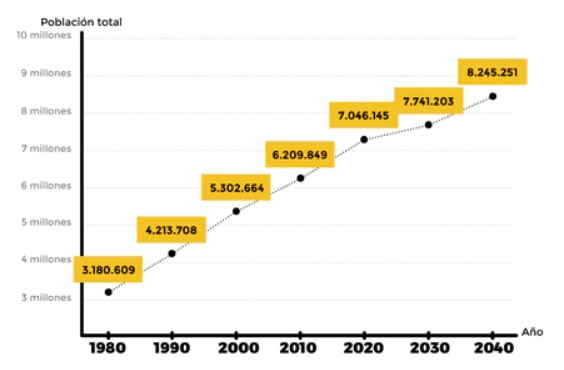 Población total
10 millones
9 millones
8 millones
7 millones
6 millones
5 millones
4 millones
3 millones
8.245.251
7.741.203
7.046.145
6.209.849
5.302.664
4.213.708
3.180.609
Año
1980 1990 2000 2010 2020 2030 2040